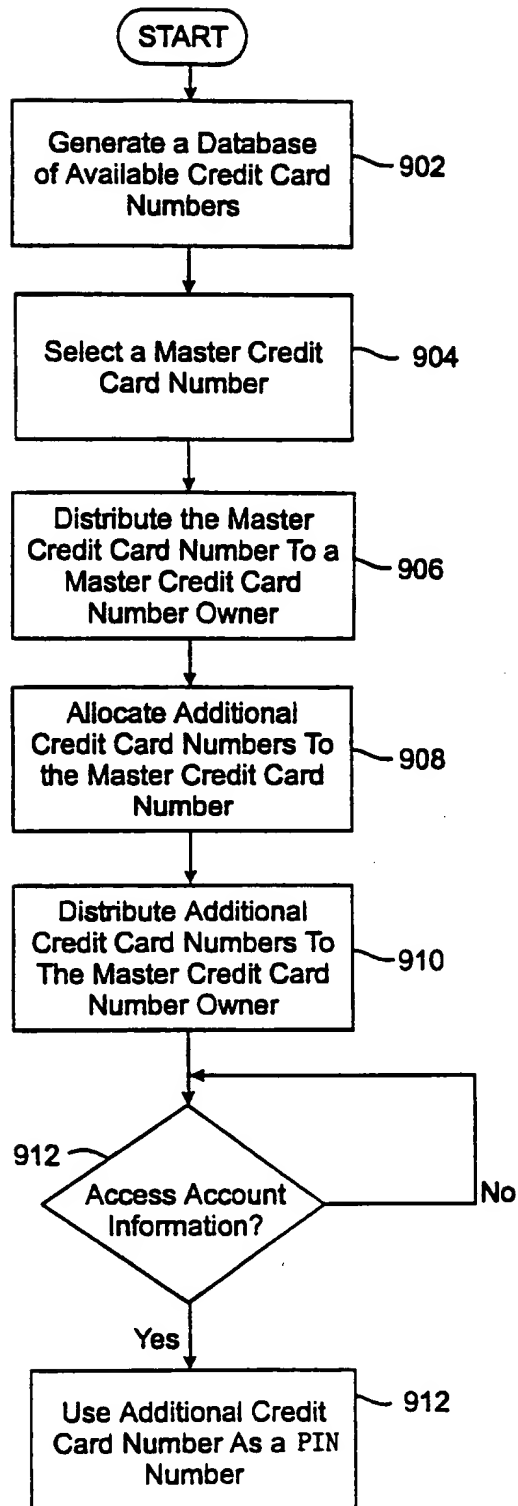 START
Generate a Database
of Available Credit Card
Numbers
902
Select a Master Credit
Card Number
904
Distribute the Master
Credit Card Number To a
Master Credit Card
Number Owner
906
Allocate Additional
Credit Card Numbers To
the Master Credit Card
Number
908
Distribute Additional
Credit Card Numbers To
The Master Credit Card
Number Owner
910
912
Access Account
Information?
No
Yes
Use Additional Credit
Card Number As a PIN
Number
912